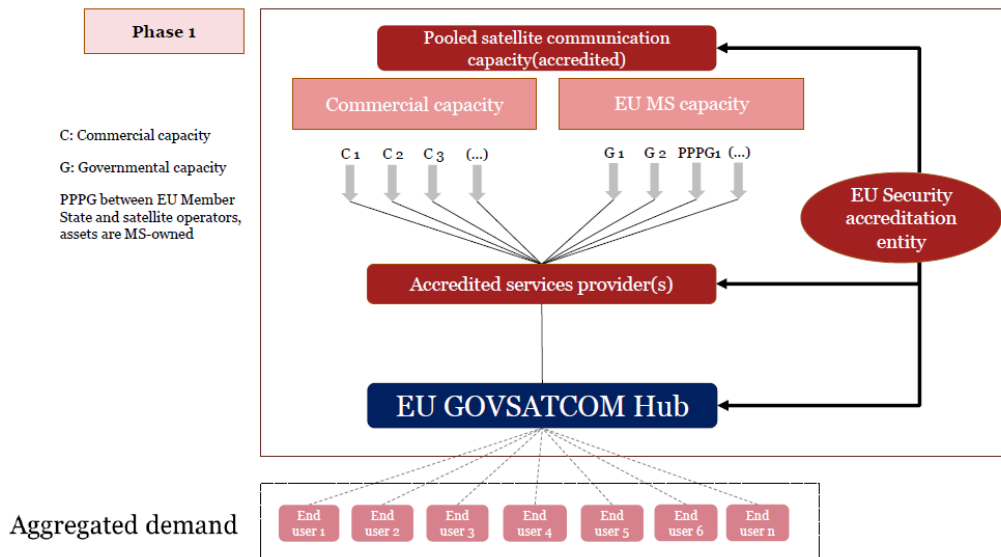 Phase 1
Pooled satellite communication
capacity(accredited)
Commercial capacity
EU MS capacity
C: Commercial capacity
G: Governmental capacity
PPPG between EU Member
State and satellite operators,
assets are MS-owned
C 1 C 2 C 3 (...)
G 1 G 2 PPPG1 (...)
EU Security
accreditation
entity
Accredited services provider(s)
EU GOVSATCOM Hub
Aggregated demand
End
user 1
End
user 2
End
user 3
End
user 4
End
user 5
End
user 6
End
user n